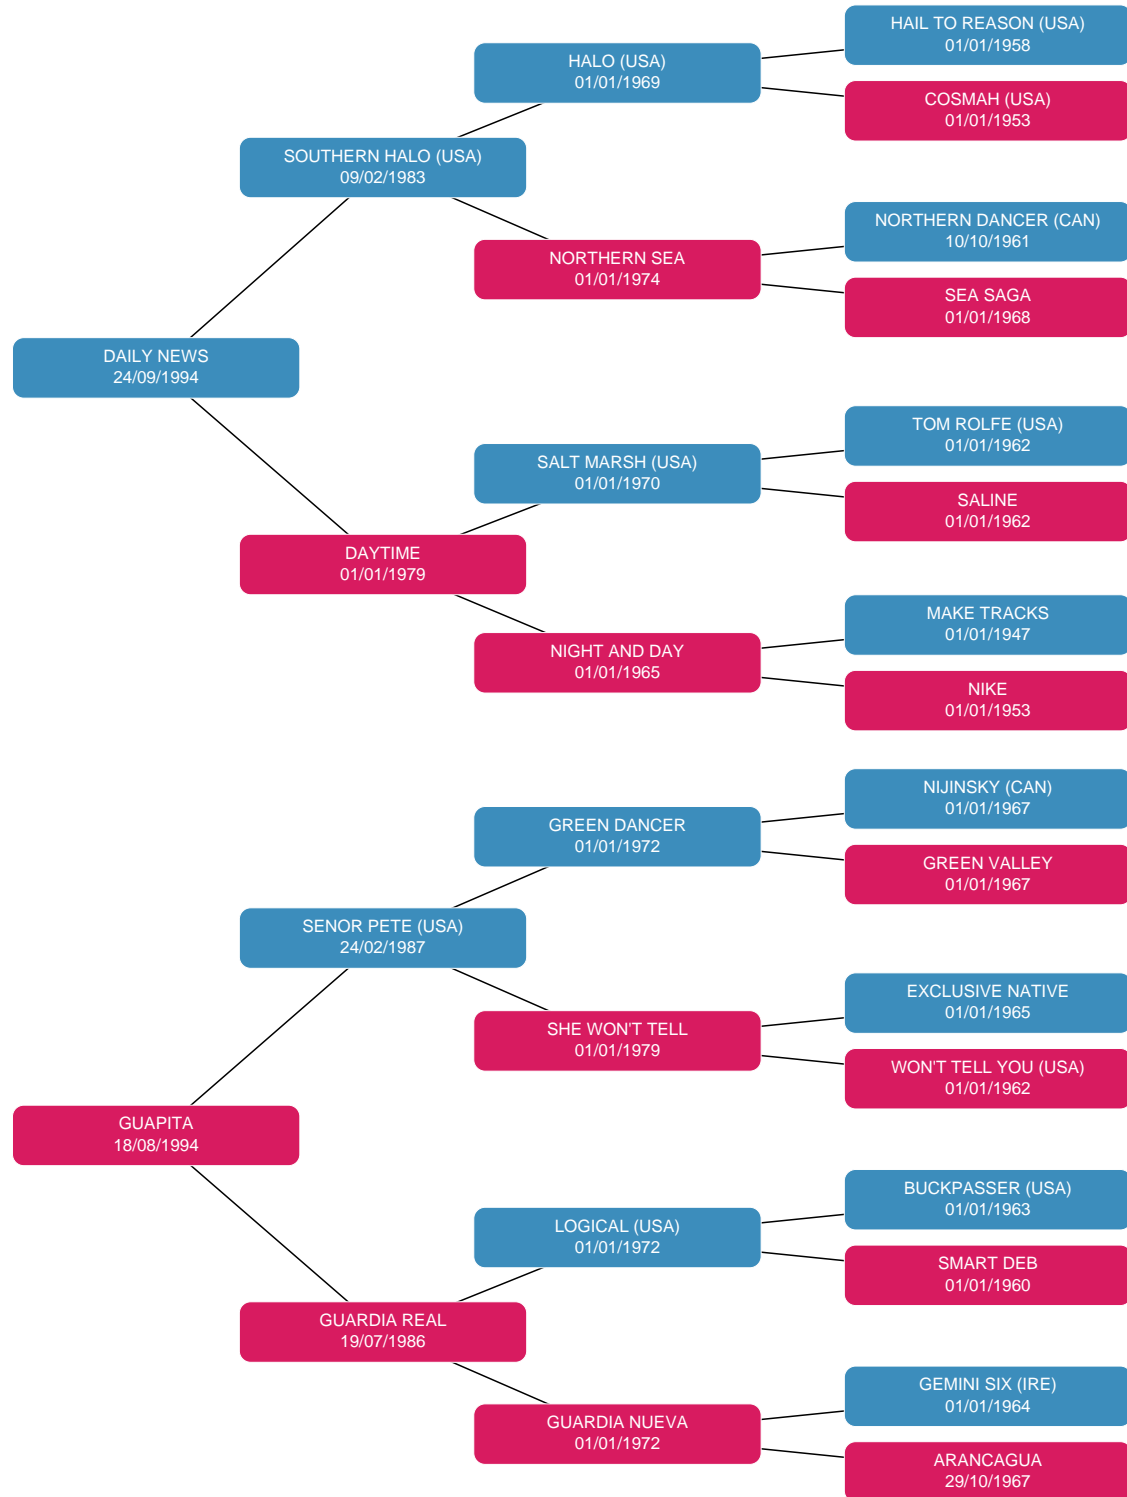 HAIL TO REASON (USA)
01/01/1958
HALO (USA)
01/01/1969
COSMAH (USA)
01/01/1953
SOUTHERN HALO (USA)
09/02/1983
NORTHERN DANCER (CAN)
10/10/1961
NORTHERN SEA
01/01/1974
SEA SAGA
01/01/1968
DAILY NEWS
24/09/1994
TOM ROLFE (USA)
01/01/1962
SALT MARSH (USA)
01/01/1970
SALINE
01/01/1962
DAYTIME
01/01/1979
MAKE TRACKS
01/01/1947
NIGHT AND DAY
01/01/1965
NIKE
01/01/1953
NIJINSKY (CAN)
01/01/1967
GREEN DANCER
01/01/1972
GREEN VALLEY
01/01/1967
SENOR PETE (USA)
24/02/1987
EXCLUSIVE NATIVE
01/01/1965
SHE WON'T TELL
01/01/1979
WON'T TELL YOU (USA)
01/01/1962
GUAPITA
18/08/1994
BUCKPASSER (USA)
01/01/1963
LOGICAL (USA)
01/01/1972
SMART DEB
01/01/1960
GUARDIA REAL
19/07/1986
GEMINI SIX (IRE)
01/01/1964
GUARDIA NUEVA
01/01/1972
ARANCAGUA
29/10/1967